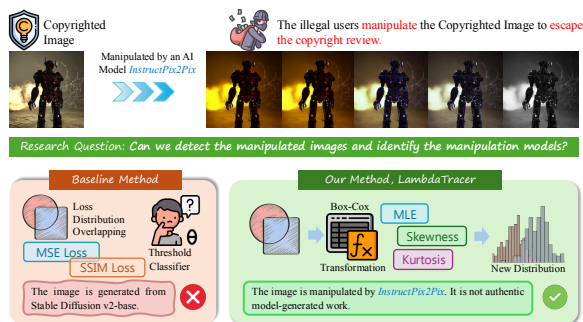 Copyrighted
Image
The illegal users manipulate the Copyrighted Image to escape
the copyright review.
Manipulated by an AI
Model InstructPix2Pix
Research Question: Can we detect the manipulated images and identify the manipulation models?
Baseline Method
Loss
Distribution
Overlapping
?
MSE Loss
SSIM Loss
θ
Threshold
Classifier
The image is generated from
Stable Diffusion v2-base.
Our Method, LambdaTracer
Box-Cox
fx
Transformation
MLE
Skewness
Kurtosis
New Distribution
The image is manipulated by InstructPix2Pix. It is not authentic
model-generated work.